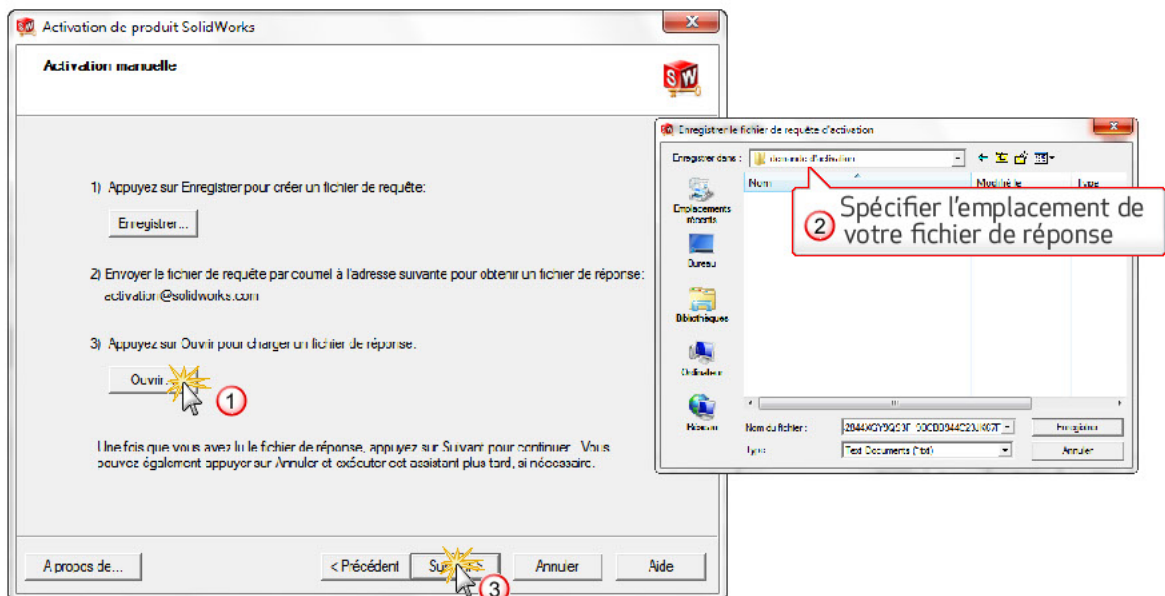 Activation de produit SolidWorks
Activation manuelle
1) Appuyez sur Enregistrer pour créer un fichier de requête:
Enregistrer...
2) Envoyer le fichier de requête par courriel à l'adresse suivante pour obtenir un fichier de réponse:
activation@solidworks.com
3) Appuyez sur Ouvrir pour charger un fichier de réponse:
Ouvrir...
1
Une fois que vous avez lu le fichier de réponse, appuyez sur Suivant pour continuer. Vous
pouvez également appuyer sur Annuler et exécuter cet assistant plus tard, si nécessaire.
A propos de...
< Précédent
Annuler
Aide
3
Enregistrer le fichier de requête d'activation
Enregistrer dans :
demande d'activation
Nom
Modifié le
Type
2 Spécifier l'emplacement de
votre fichier de réponse
Emplacements
récents
Bureau
Bibliothèques
Ordinateur
Réseau
Nom du fichier :
Enregistrer
Type :
Text Documents (*.txt)
Annuler